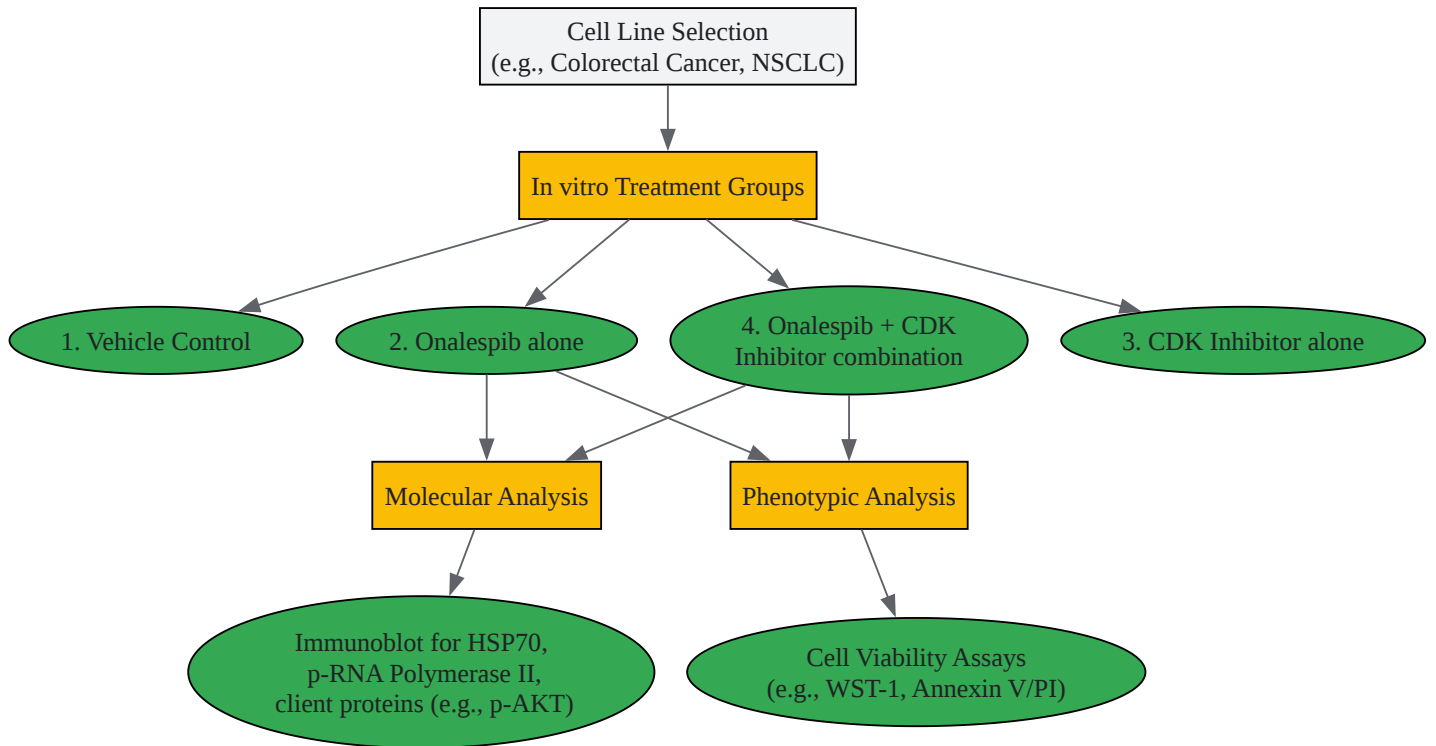 Cell Line Selection
(e.g., Colorectal Cancer, NSCLC)
In vitro Treatment Groups
1. Vehicle Control
2. Onalespib alone
4. Onalespib + CDK
Inhibitor combination
3. CDK Inhibitor alone
Molecular Analysis
Phenotypic Analysis
Immunoblot for HSP70,
p-RNA Polymerase II,
client proteins (e.g., p-AKT)
Cell Viability Assays
(e.g., WST-1, Annexin V/PI)